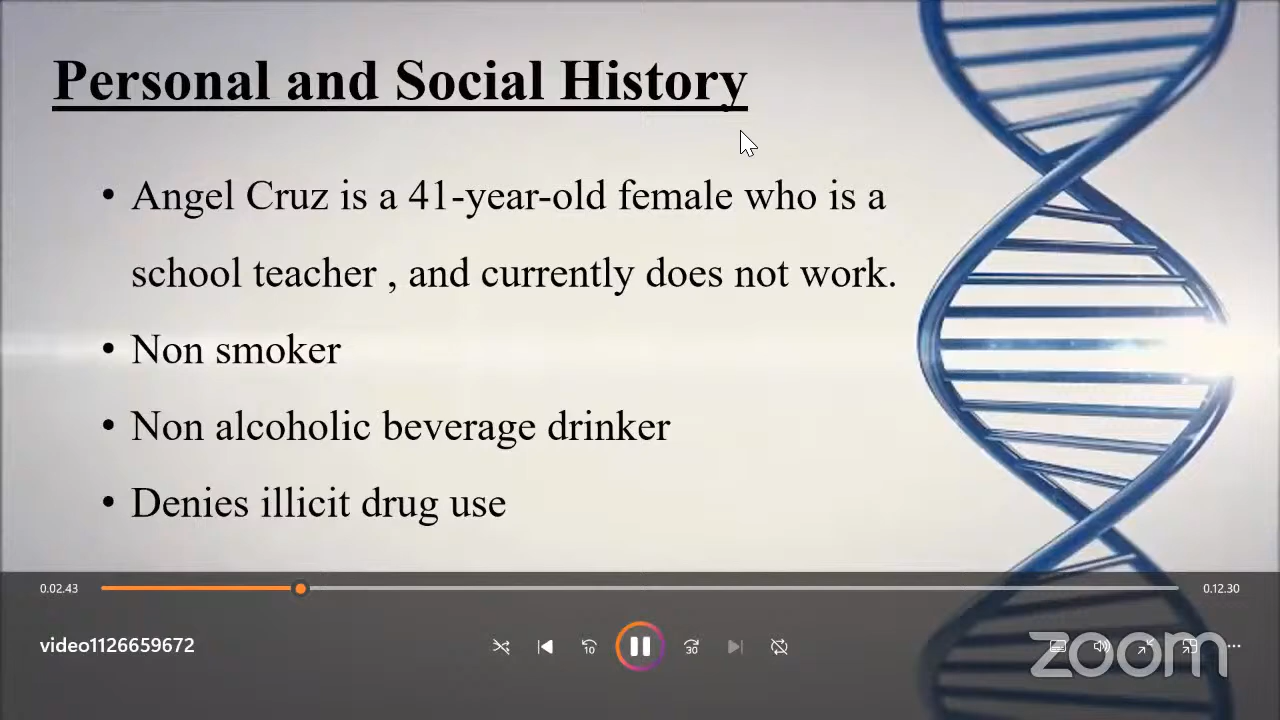 Personal and Social History
• Angel Cruz is a 41-year-old female who is a
school teacher , and currently does not work.
• Non smoker
• Non alcoholic beverage drinker
• Denies illicit drug use
0.02.43
0.12.30
video1126659672
10
30
zoom